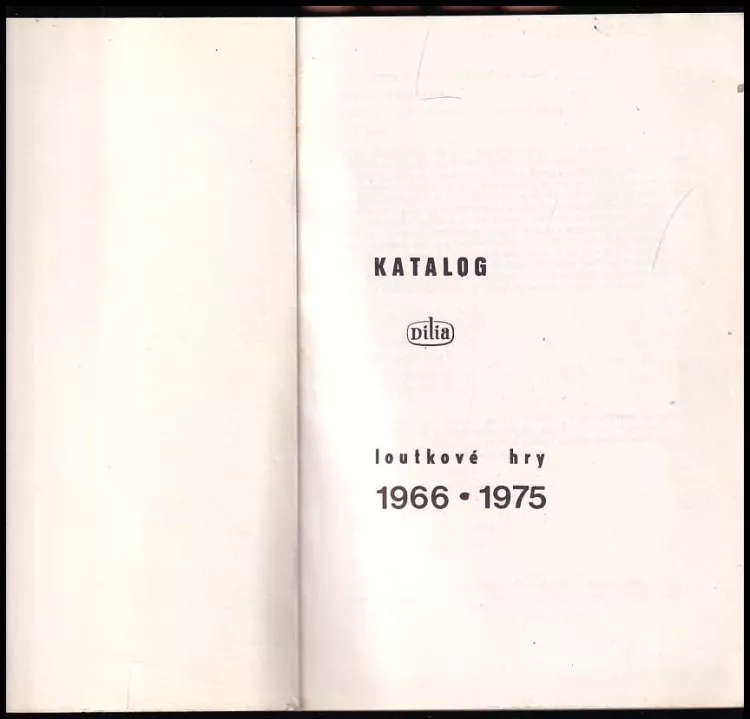 KATALOG
Dilia
loutkové hry
1966 • 1975